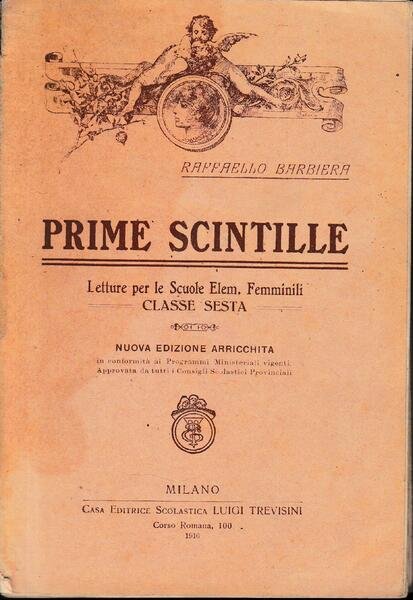 RAFFAELLO BARBIERA
PRIME SCINTILLE
Letture per le Scuole Elem. Femminili
CLASSE SESTA
NUOVA EDIZIONE ARRICCHITA
in conformità ai Programmi Ministeriali vigenti.
Approvata da tutti i Consigli Scolastici Provinciali
MILANO
CASA EDITRICE SCOLASTICA LUIGI TREVISINI
Corso Romana, 100
1916